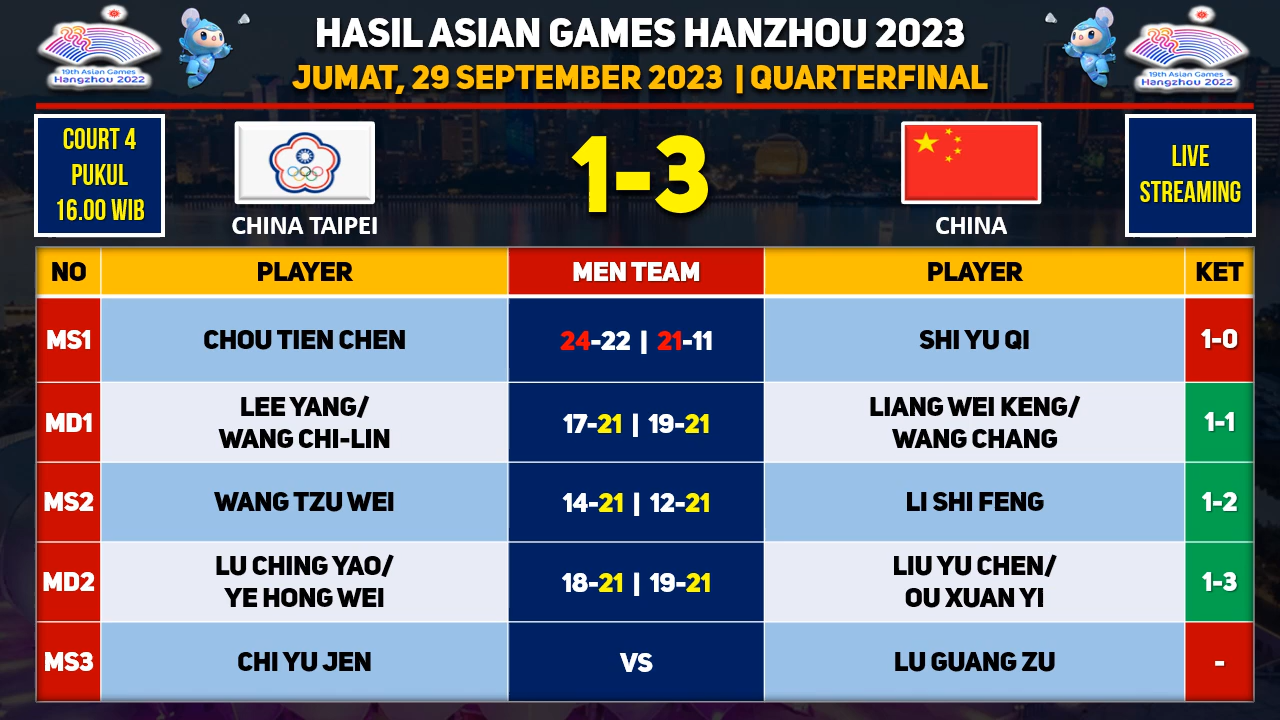 HASIL ASIAN GAMES HANZHOU 2023
JUMAT, 29 SEPTEMBER 2023 | QUARTERFINAL
19th Asian Games
Hangzhou 2022
19th Asian Games
Hangzhou 2022
COURT 4
PUKUL
16.00 WIB
CHINA TAIPEI
1-3
CHINA
LIVE
STREAMING
NO PLAYER MEN TEAM PLAYER KET
MS1 CHOU TIEN CHEN 24-22 | 21-11 SHI YU QI 1-0
MD1 LEE YANG/
WANG CHI-LIN 17-21 | 19-21 LIANG WEI KENG/
WANG CHANG 1-1
MS2 WANG TZU WEI 14-21 | 12-21 LI SHI FENG 1-2
MD2 LU CHING YAO/
YE HONG WEI 18-21 | 19-21 LIU YU CHEN/
OU XUAN YI 1-3
MS3 CHI YU JEN VS LU GUANG ZU -